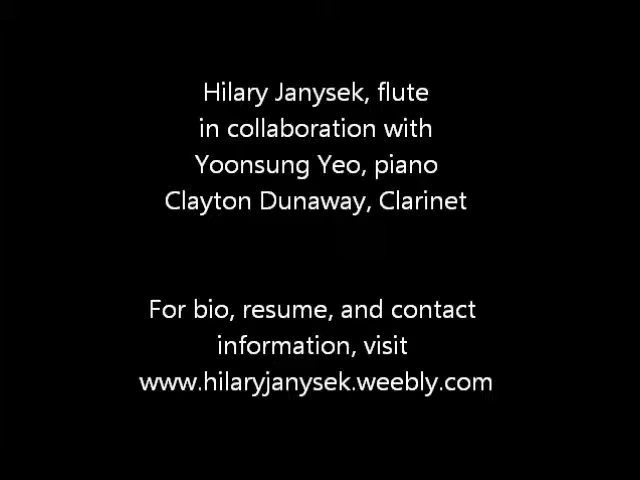 Hilary Janysek, flute
in collaboration with
Yoonsung Yeo, piano
Clayton Dunaway, Clarinet
For bio, resume, and contact
information, visit
www.hilaryjanysek.weebly.com